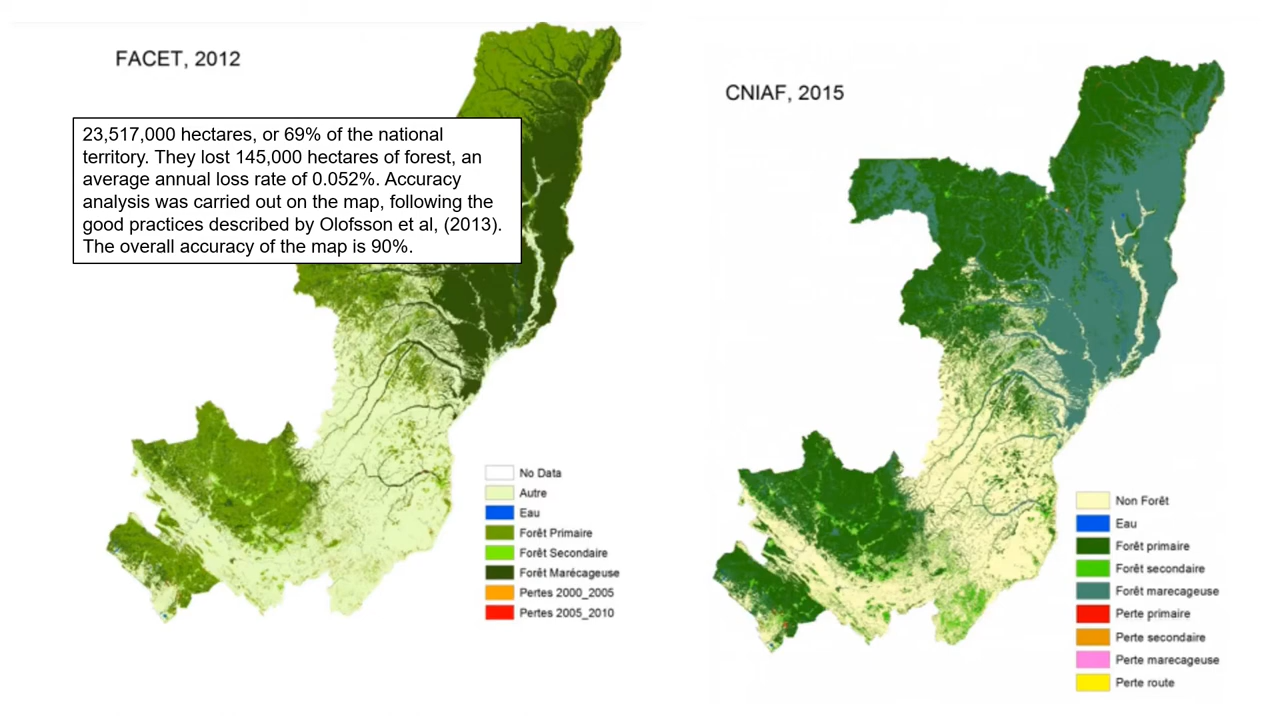 FACET, 2012
23,517,000 hectares, or 69% of the national
territory. They lost 145,000 hectares of forest, an
average annual loss rate of 0.052%. Accuracy
analysis was carried out on the map, following the
good practices described by Olofsson et al, (2013).
The overall accuracy of the map is 90%.
No Data
Autre
Eau
Forêt Primaire
Forêt Secondaire
Forêt Marécageuse
Pertes 2000_2005
Pertes 2005_2010
CNIAF, 2015
Non Forêt
Eau
Forêt primaire
Forêt secondaire
Forêt marecageuse
Perte primaire
Perte secondaire
Perte marecageuse
Perte route